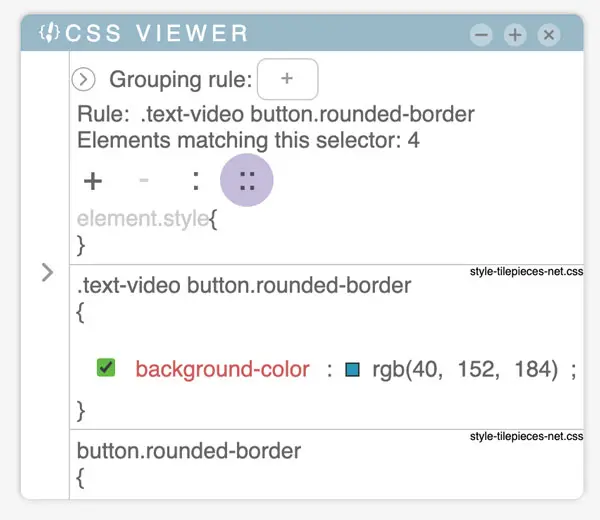 CSS VIEWER
Grouping rule: +
Rule: .text-video button.rounded-border
Elements matching this selector: 4
+ - : ::
element.style{
}
style-tilepieces-net.css
.text-video button.rounded-border
{
background-color : rgb(40, 152, 184) ;
}
style-tilepieces-net.css
button.rounded-border
{